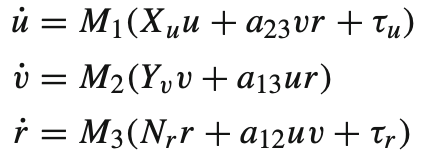 u̇ = M₁(Xᵤu + a₂₃vr + τᵤ)
v̇ = M₂(Yᵥv + a₁₃ur)
ṙ = M₃(Nᵣr + a₁₂uv + τᵣ)